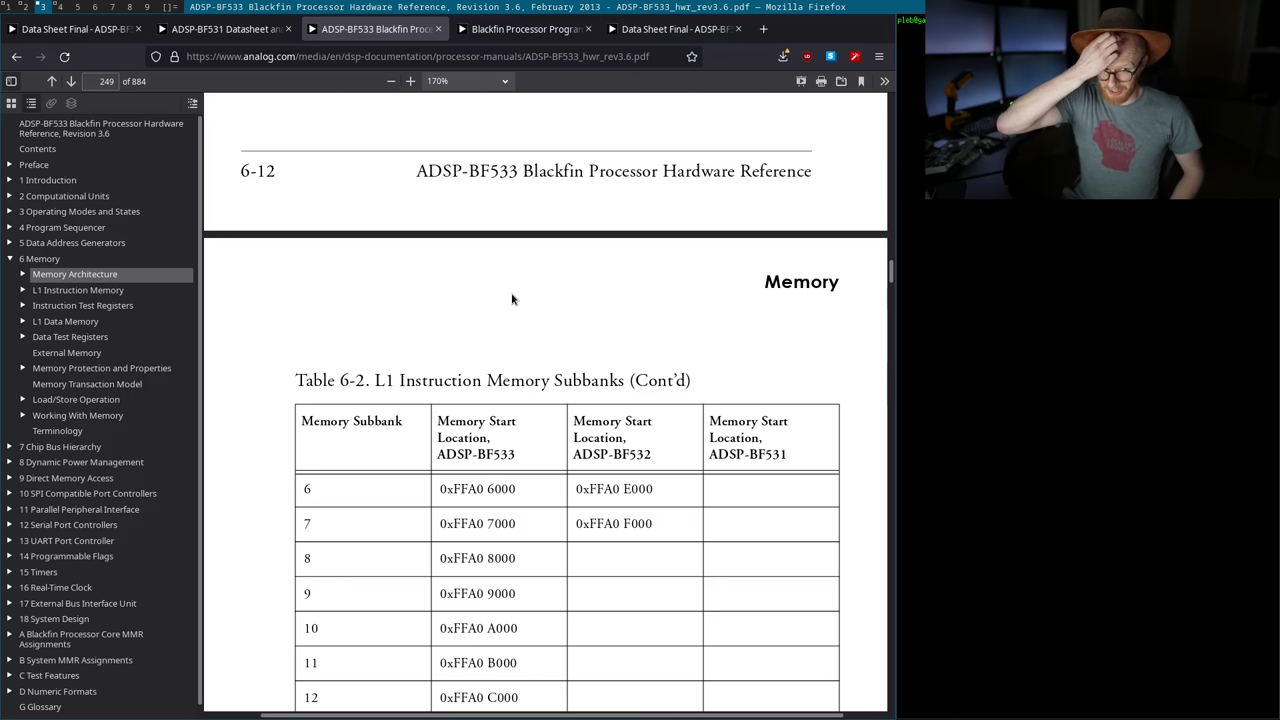 1 2 3 4 5 6 7 8 9 []= ADSP-BF533 Blackfin Processor Hardware Reference, Revision 3.6, February 2013 - ADSP-BF533_hwr_rev3.6.pdf — Mozilla Firefox
Data Sheet Final - ADSP-BF5
ADSP-BF531 Datasheet an
ADSP-BF533 Blackfin Proce
Blackfin Processor Progra
Data Sheet Final - ADSP-BF5
https://www.analog.com/media/en/dsp-documentation/processor-manuals/ADSP-BF533_hwr_rev3.6.pdf
249 of 884
170%
ADSP-BF533 Blackfin Processor Hardware
Reference, Revision 3.6
Contents
Preface
1 Introduction
2 Computational Units
3 Operating Modes and States
4 Program Sequencer
5 Data Address Generators
6 Memory
Memory Architecture
L1 Instruction Memory
Instruction Test Registers
L1 Data Memory
Data Test Registers
External Memory
Memory Protection and Properties
Memory Transaction Model
Load/Store Operation
Working With Memory
Terminology
7 Chip Bus Hierarchy
8 Dynamic Power Management
9 Direct Memory Access
10 SPI Compatible Port Controllers
11 Parallel Peripheral Interface
12 Serial Port Controllers
13 UART Port Controller
14 Programmable Flags
15 Timers
16 Real-Time Clock
17 External Bus Interface Unit
18 System Design
A Blackfin Processor Core MMR
Assignments
B System MMR Assignments
C Test Features
D Numeric Formats
G Glossary
6-12 ADSP-BF533 Blackfin Processor Hardware Reference
Memory
Table 6-2. L1 Instruction Memory Subbanks (Cont’d)
Memory Subbank Memory Start Memory Start Memory Start
Location, Location, Location,
ADSP-BF533 ADSP-BF532 ADSP-BF531
6 0xFFA0 6000 0xFFA0 E000
7 0xFFA0 7000 0xFFA0 F000
8 0xFFA0 8000
9 0xFFA0 9000
10 0xFFA0 A000
11 0xFFA0 B000
12 0xFFA0 C000